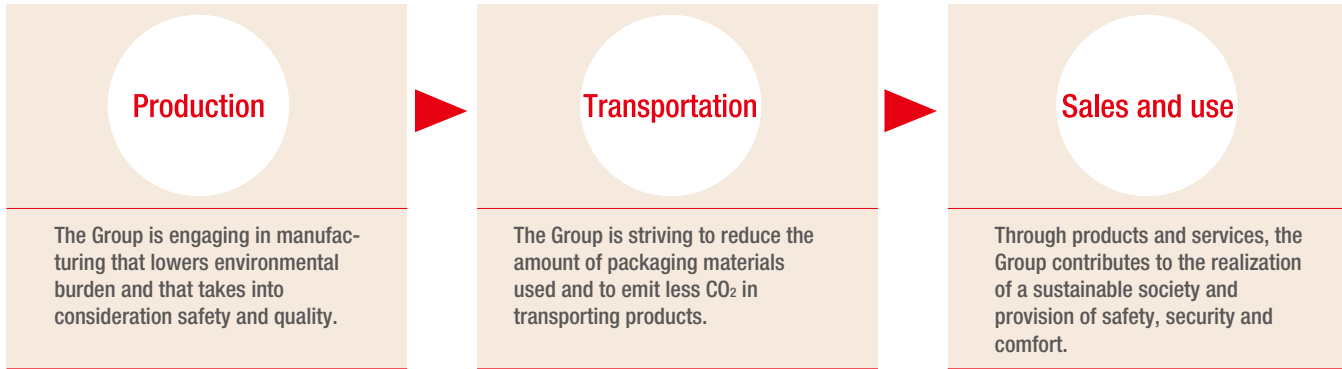 Production
The Group is engaging in manufac-
turing that lowers environmental
burden and that takes into
consideration safety and quality.
Transportation
The Group is striving to reduce the
amount of packaging materials
used and to emit less CO₂ in
transporting products.
Sales and use
Through products and services, the
Group contributes to the realization
of a sustainable society and
provision of safety, security and
comfort.